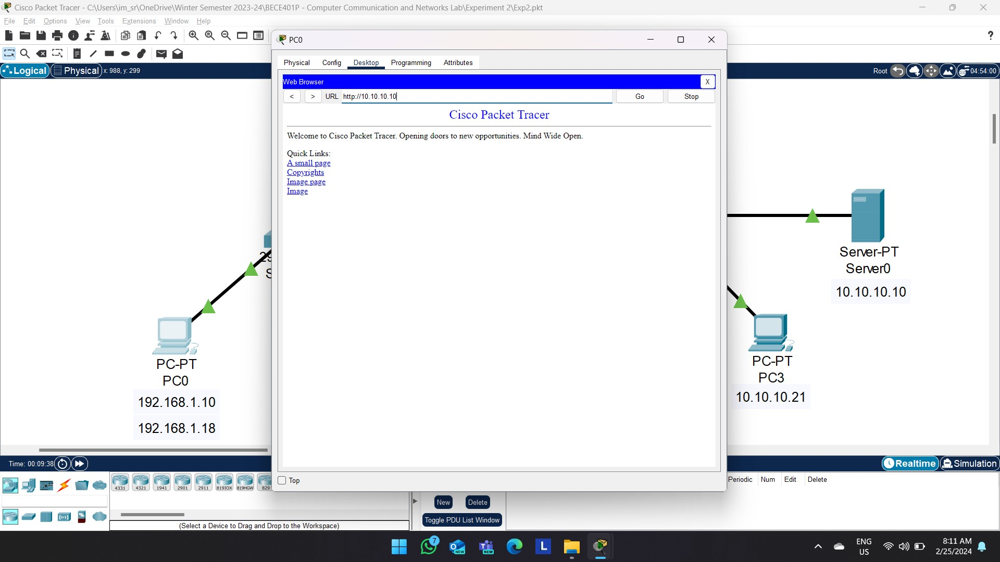 Cisco Packet Tracer - C:\Users\im_sr\OneDrive\Winter Semester 2023-24\BECE401P - Computer Communication and Networks Lab\Experiment 2\Exp2.pkt
File Edit Options View Tools Extensions Window Help
?
Logical Physical x: 988, y: 299
Root 04:54:00
PC0
Physical Config Desktop Programming Attributes
Web Browser X
< > URL http://10.10.10.10 Go Stop
Cisco Packet Tracer
Welcome to Cisco Packet Tracer. Opening doors to new opportunities. Mind Wide Open.
Quick Links:
A small page
Copyrights
Image page
Image
Top
29
S
PC-PT
PC0
192.168.1.10
192.168.1.18
Server-PT
Server0
10.10.10.10
PC-PT
PC3
10.10.10.21
Time: 00:09:38
Realtime Simulation
4331 4321 1941 2901 2911 819IOX 819HGW 829
Periodic Num Edit Delete
New Delete
Toggle PDU List Window
(Select a Device to Drag and Drop to the Workspace)
7
NEW
NEW
L
ENG
US
8:11 AM
2/25/2024